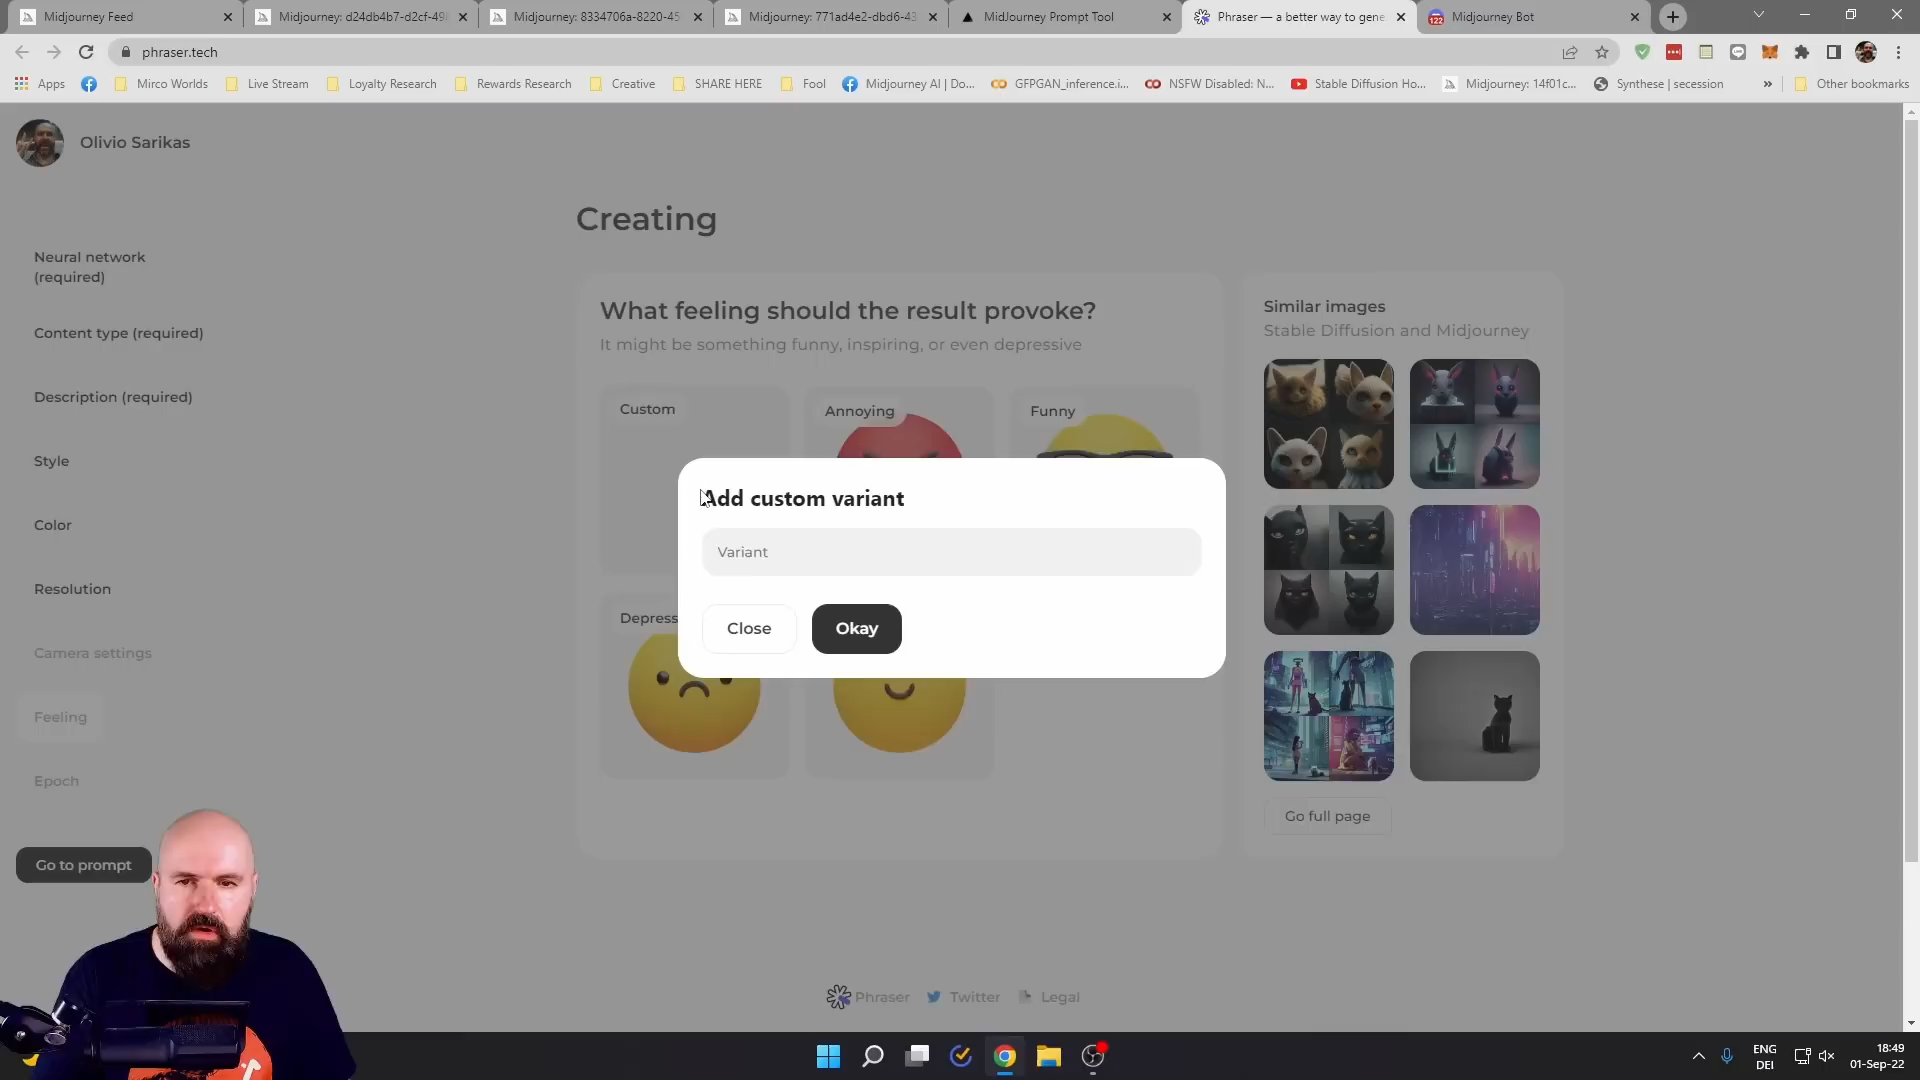 Midjourney Feed
Midjourney: d24db4b7-d2cf-49
Midjourney: 8334706a-8220-45
Midjourney: 771ad4e2-dbd6-43
MidJourney Prompt Tool
Phraser — a better way to gene
122
Midjourney Bot
phraser.tech
Apps
Mirco Worlds
Live Stream
Loyalty Research
Rewards Research
Creative
SHARE HERE
Fool
Midjourney AI | Do...
GFPGAN_inference.i...
NSFW Disabled: N...
Stable Diffusion Ho...
Midjourney: 14f01c...
Synthese | secession
»
Other bookmarks
Olivio Sarikas
Neural network
(required)
Content type (required)
Description (required)
Style
Color
Resolution
Camera settings
Feeling
Epoch
Go to prompt
Creating
What feeling should the result provoke?
It might be something funny, inspiring, or even depressive
Custom
Annoying
Funny
Depress
Add custom variant
Variant
Close
Okay
Similar images
Stable Diffusion and Midjourney
Go full page
Phraser
Twitter
Legal
ENG
DEI
18:49
01-Sep-22